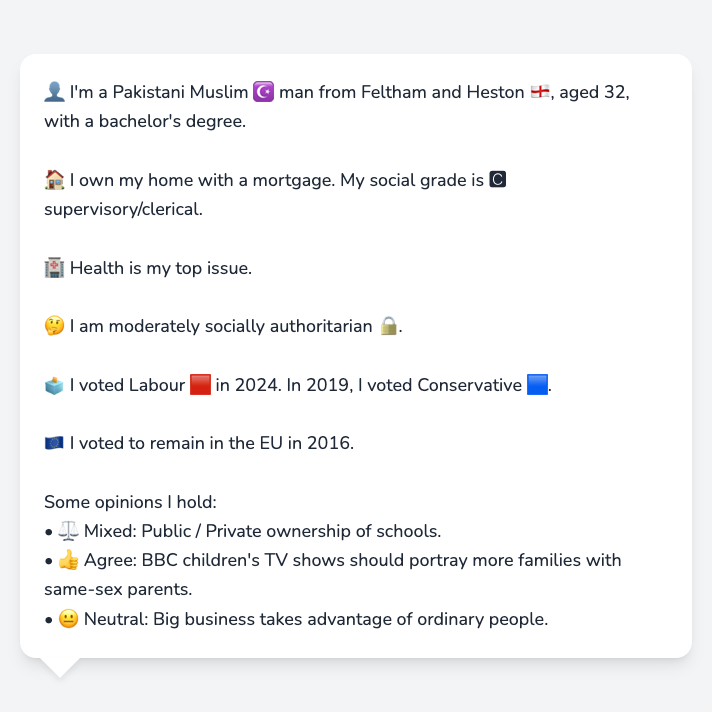 👤 I'm a Pakistani Muslim ☪️ man from Feltham and Heston 🏴󠁧󠁢󠁥󠁮󠁧󠁿, aged 32,
with a bachelor's degree.
🏠 I own my home with a mortgage. My social grade is 🅲
supervisory/clerical.
🏥 Health is my top issue.
🤔 I am moderately socially authoritarian 🔒.
🗳️ I voted Labour 🟥 in 2024. In 2019, I voted Conservative 🟦.
🇪🇺 I voted to remain in the EU in 2016.
Some opinions I hold:
• ⚖️ Mixed: Public / Private ownership of schools.
• 👍 Agree: BBC children's TV shows should portray more families with
same-sex parents.
• 😐 Neutral: Big business takes advantage of ordinary people.